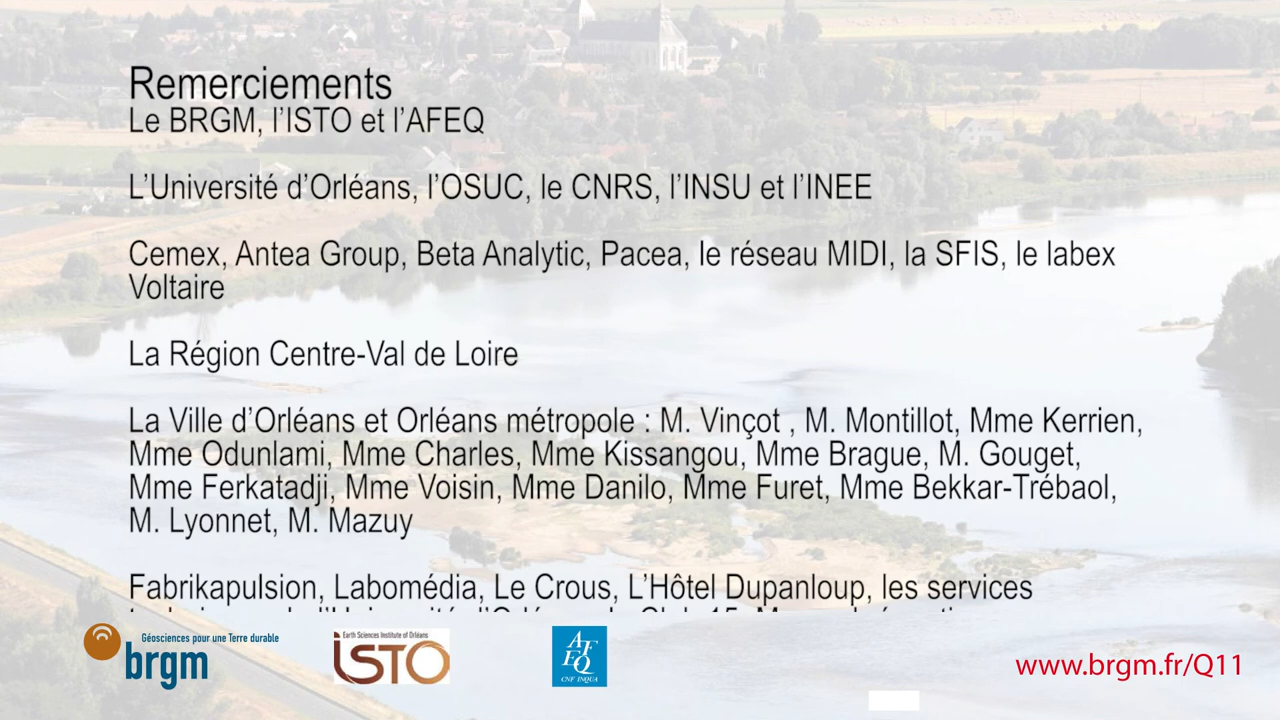 Remerciements
Le BRGM, l’ISTO et l’AFEQ
L’Université d’Orléans, l’OSUC, le CNRS, l’INSU et l’INEE
Cemex, Antea Group, Beta Analytic, Pacea, le réseau MIDI, la SFIS, le labex
Voltaire
La Région Centre-Val de Loire
La Ville d’Orléans et Orléans métropole : M. Vinçot , M. Montillot, Mme Kerrien,
Mme Odunlami, Mme Charles, Mme Kissangou, Mme Brague, M. Gouget,
Mme Ferkatadji, Mme Voisin, Mme Danilo, Mme Furet, Mme Bekkar-Trébaol,
M. Lyonnet, M. Mazuy
Fabrikapulsion, Labomédia, Le Crous, L’Hôtel Dupanloup, les services
Géosciences pour une Terre durable
brgm
Earth Sciences Institute of Orléans
iSTO
AF
EQ
CNF INQUA
www.brgm.fr/Q11